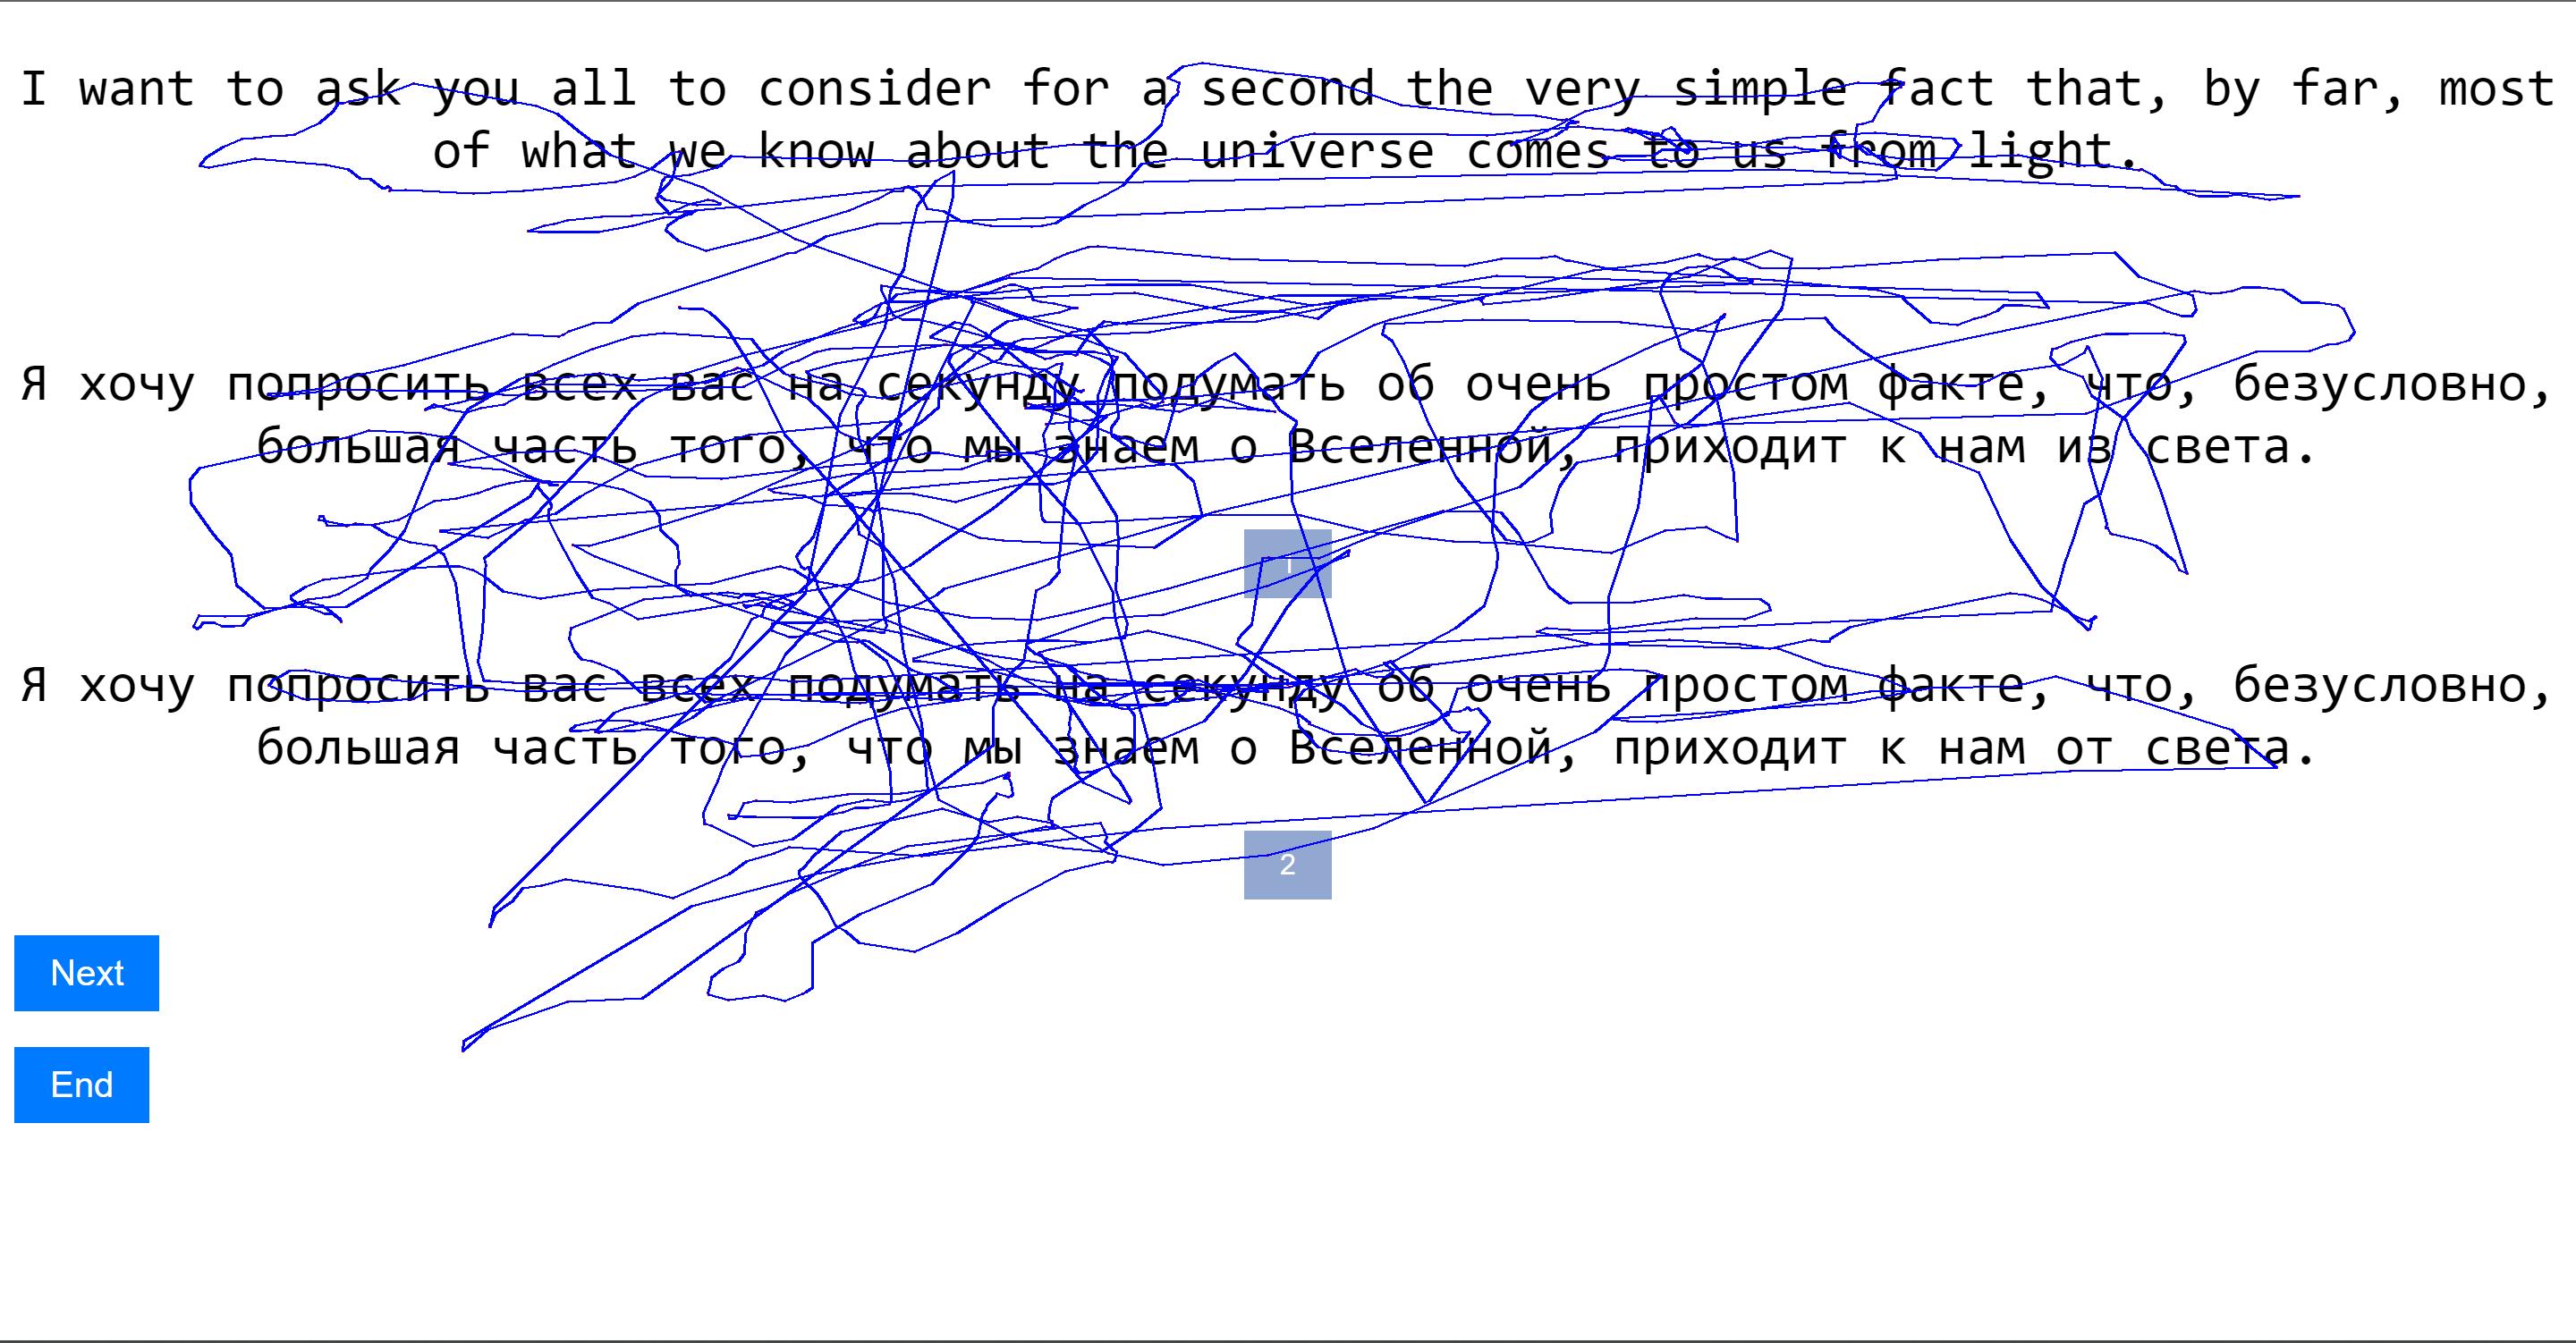 I want to ask you all to consider for a second the very simple fact that, by far, most
of what we know about the universe comes to us from light.
Я хочу попросить всех вас на секунду подумать об очень простом факте, что, безусловно,
большая часть того, что мы знаем о Вселенной, приходит к нам из света.
1
Я хочу попросить вас всех подумать на секунду об очень простом факте, что, безусловно,
большая часть того, что мы знаем о Вселенной, приходит к нам от света.
2
Next
End